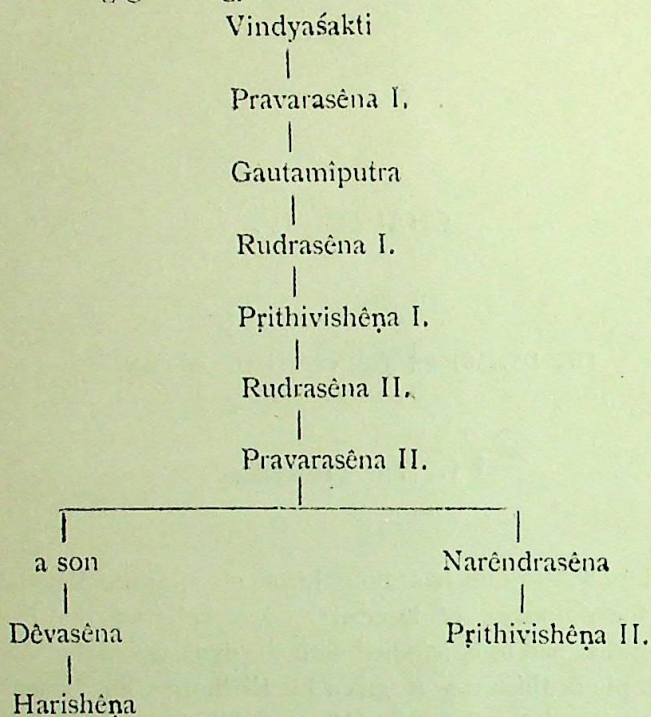 Vindyaśakti
Pravarasêna I.
Gautamîputra
Rudrasêna I.
Pṛithivishêṇa I.
Rudrasêna II.
Pravarasêna II.
a son Narêndrasêna
Dêvasêna Pṛithivishêṇa II.
Harishêṇa